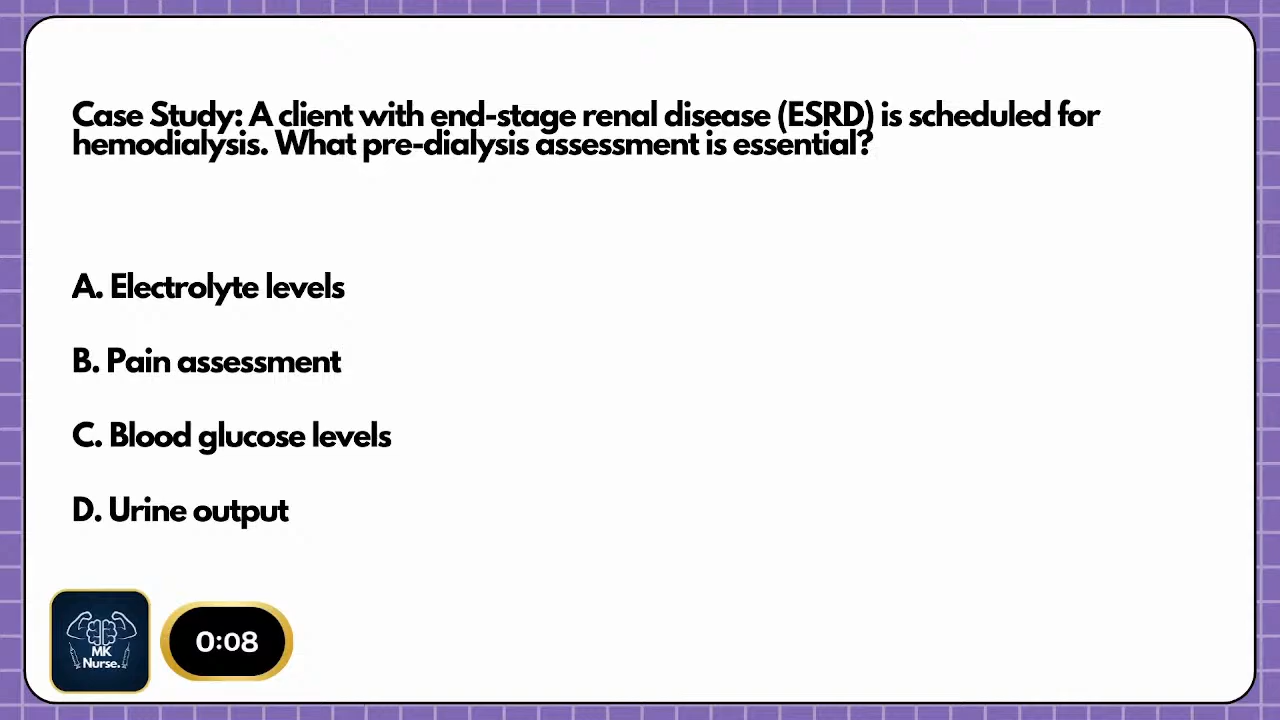 Case Study: A client with end-stage renal disease (ESRD) is scheduled for
hemodialysis. What pre-dialysis assessment is essential?
A. Electrolyte levels
B. Pain assessment
C. Blood glucose levels
D. Urine output
MK
Nurse.
0:08